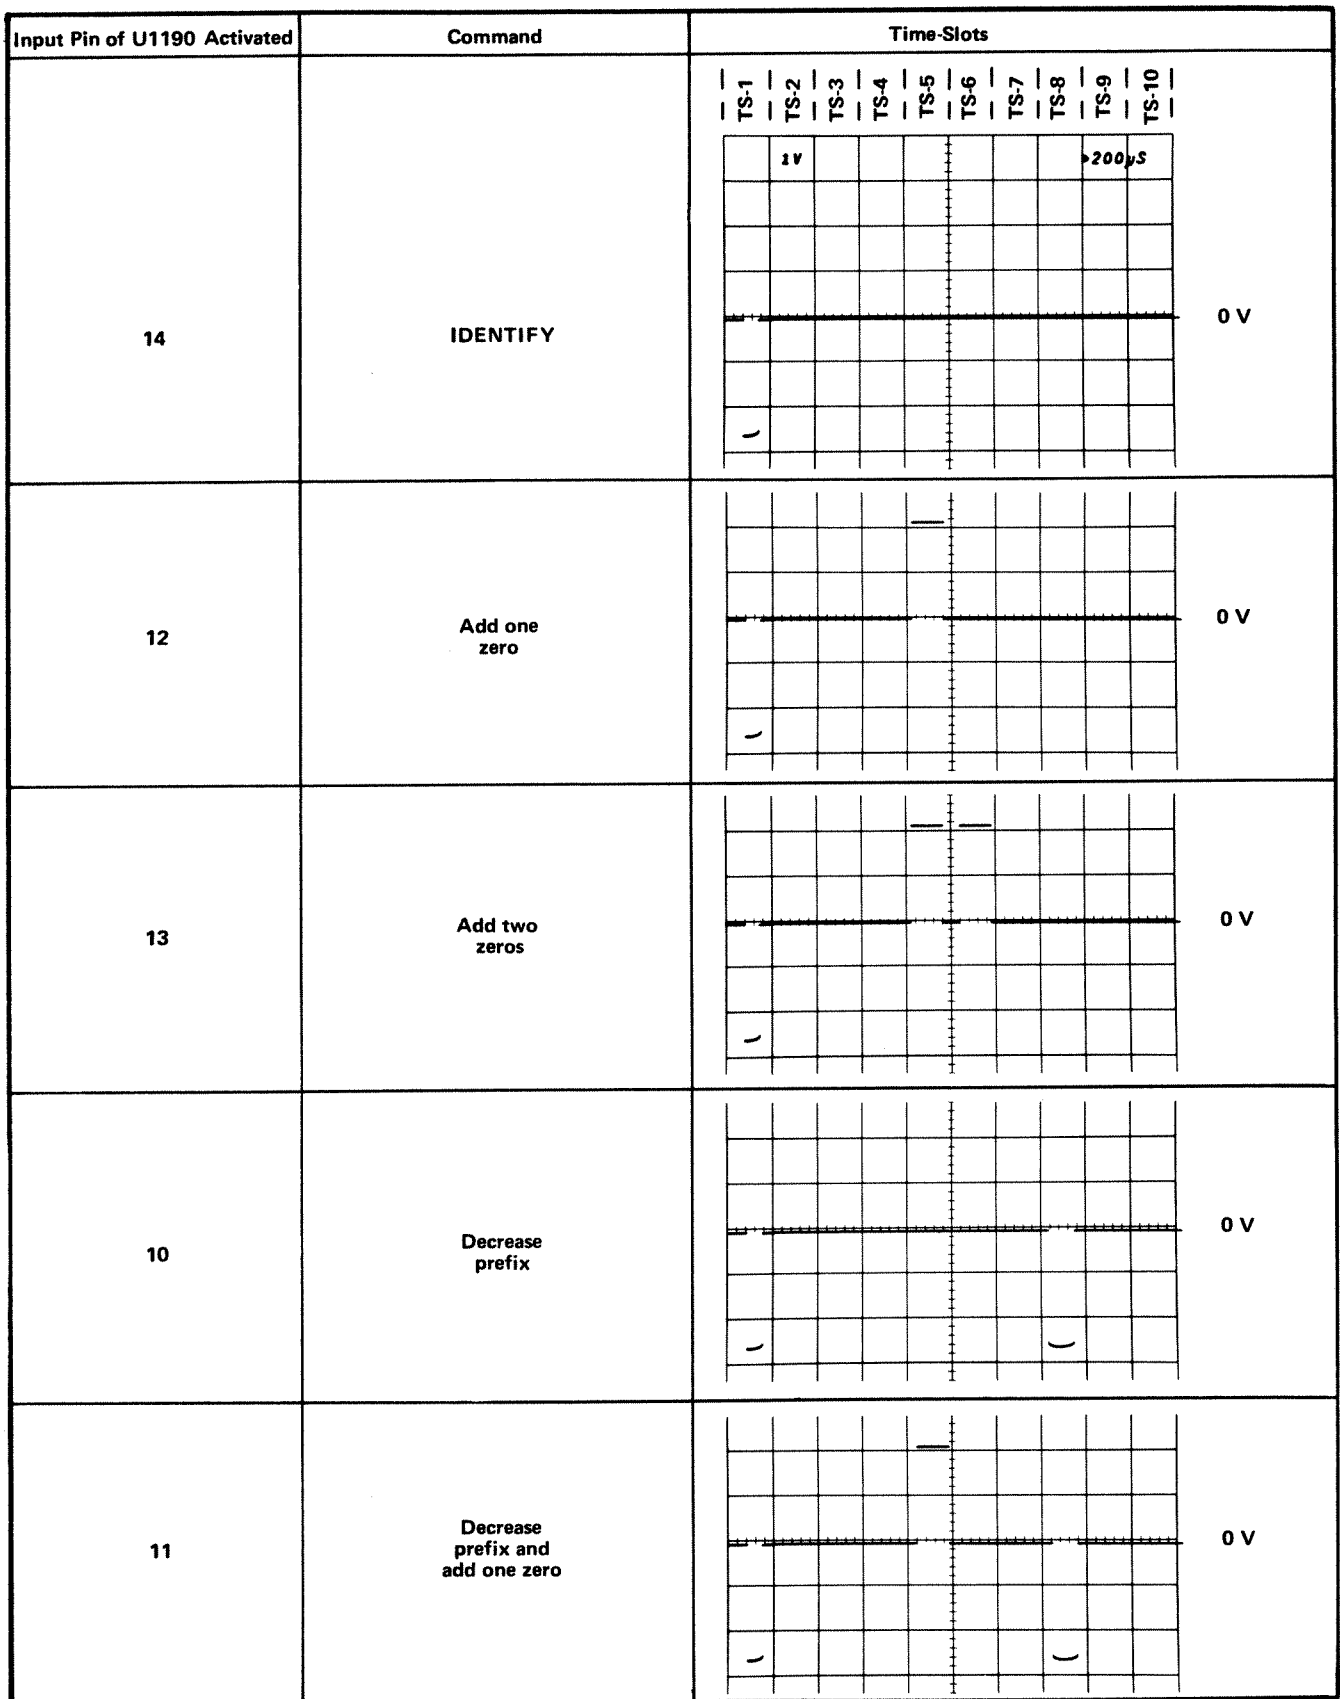 Input Pin of U1190 Activated
Command
Time-Slots
TS-1
TS-2
TS-3
TS-4
TS-5
TS-6
TS-7
TS-8
TS-9
TS-10
1V
200µS
14
IDENTIFY
0 V
12
Add one
zero
0 V
13
Add two
zeros
0 V
10
Decrease
prefix
0 V
11
Decrease
prefix and
add one zero
0 V